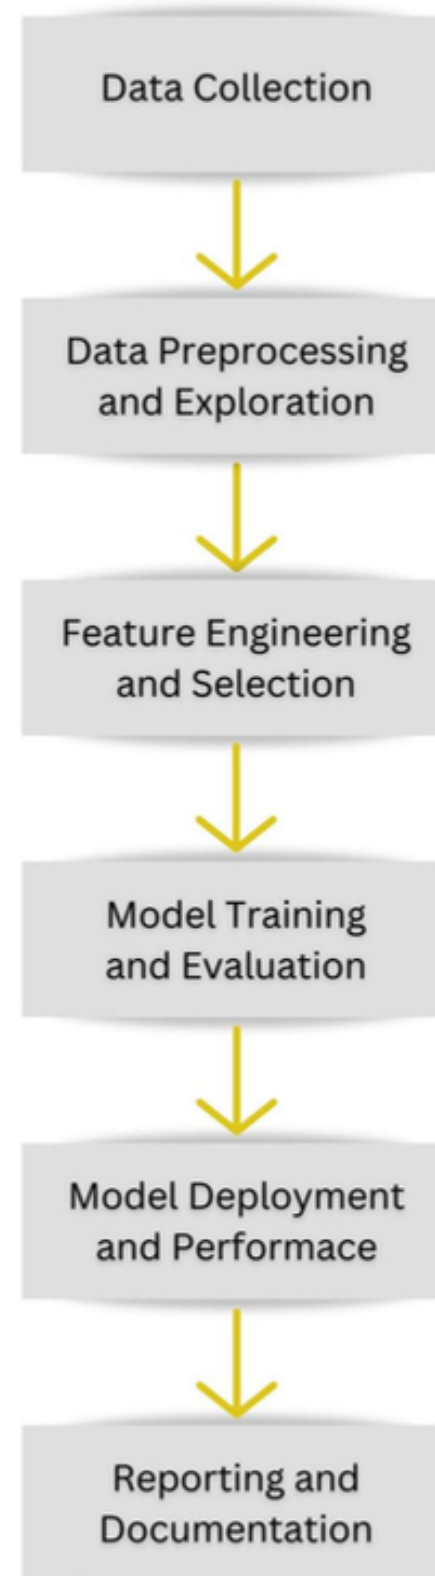 Data Collection
Data Preprocessing
and Exploration
Feature Engineering
and Selection
Model Training
and Evaluation
Model Deployment
and Performace
Reporting and
Documentation